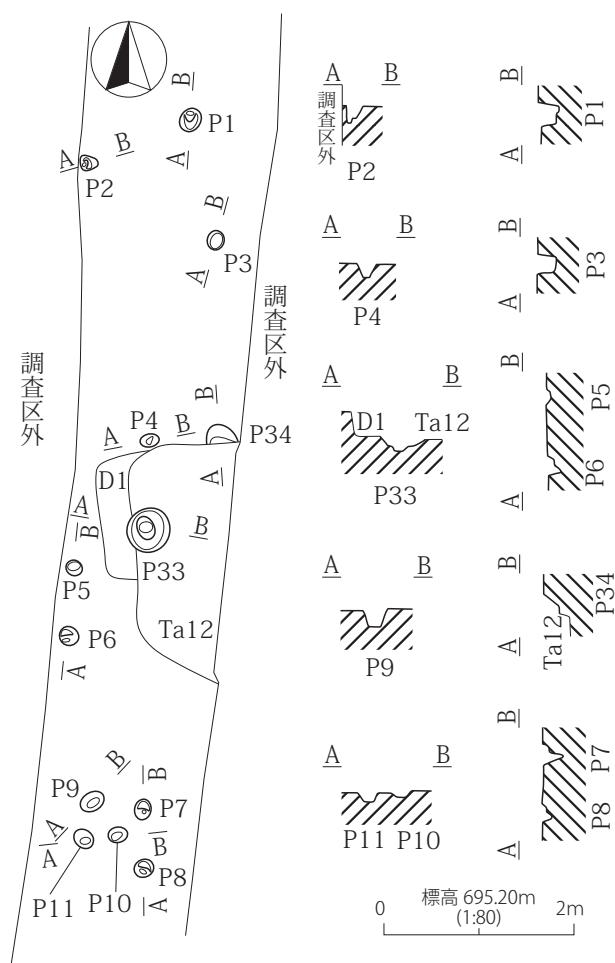 B
P1
A
A
B
P2
B
P3
A
調査区外
調査区外
P4
A
B
B
P34
D1
A
A
B
B
P33
P5
Ta12
P6
A
B
B
P9
P7
A
A
B
P8
P11
P10
A
A
B
調査区外
P2
A
B
P4
A
B
D1
Ta12
P33
A
B
P9
A
B
P11
P10
B
P1
A
B
P3
A
B
P5
P6
A
B
P34
Ta12
A
B
P7
P8
A
標高 695.20m
0
(1:80)
2m